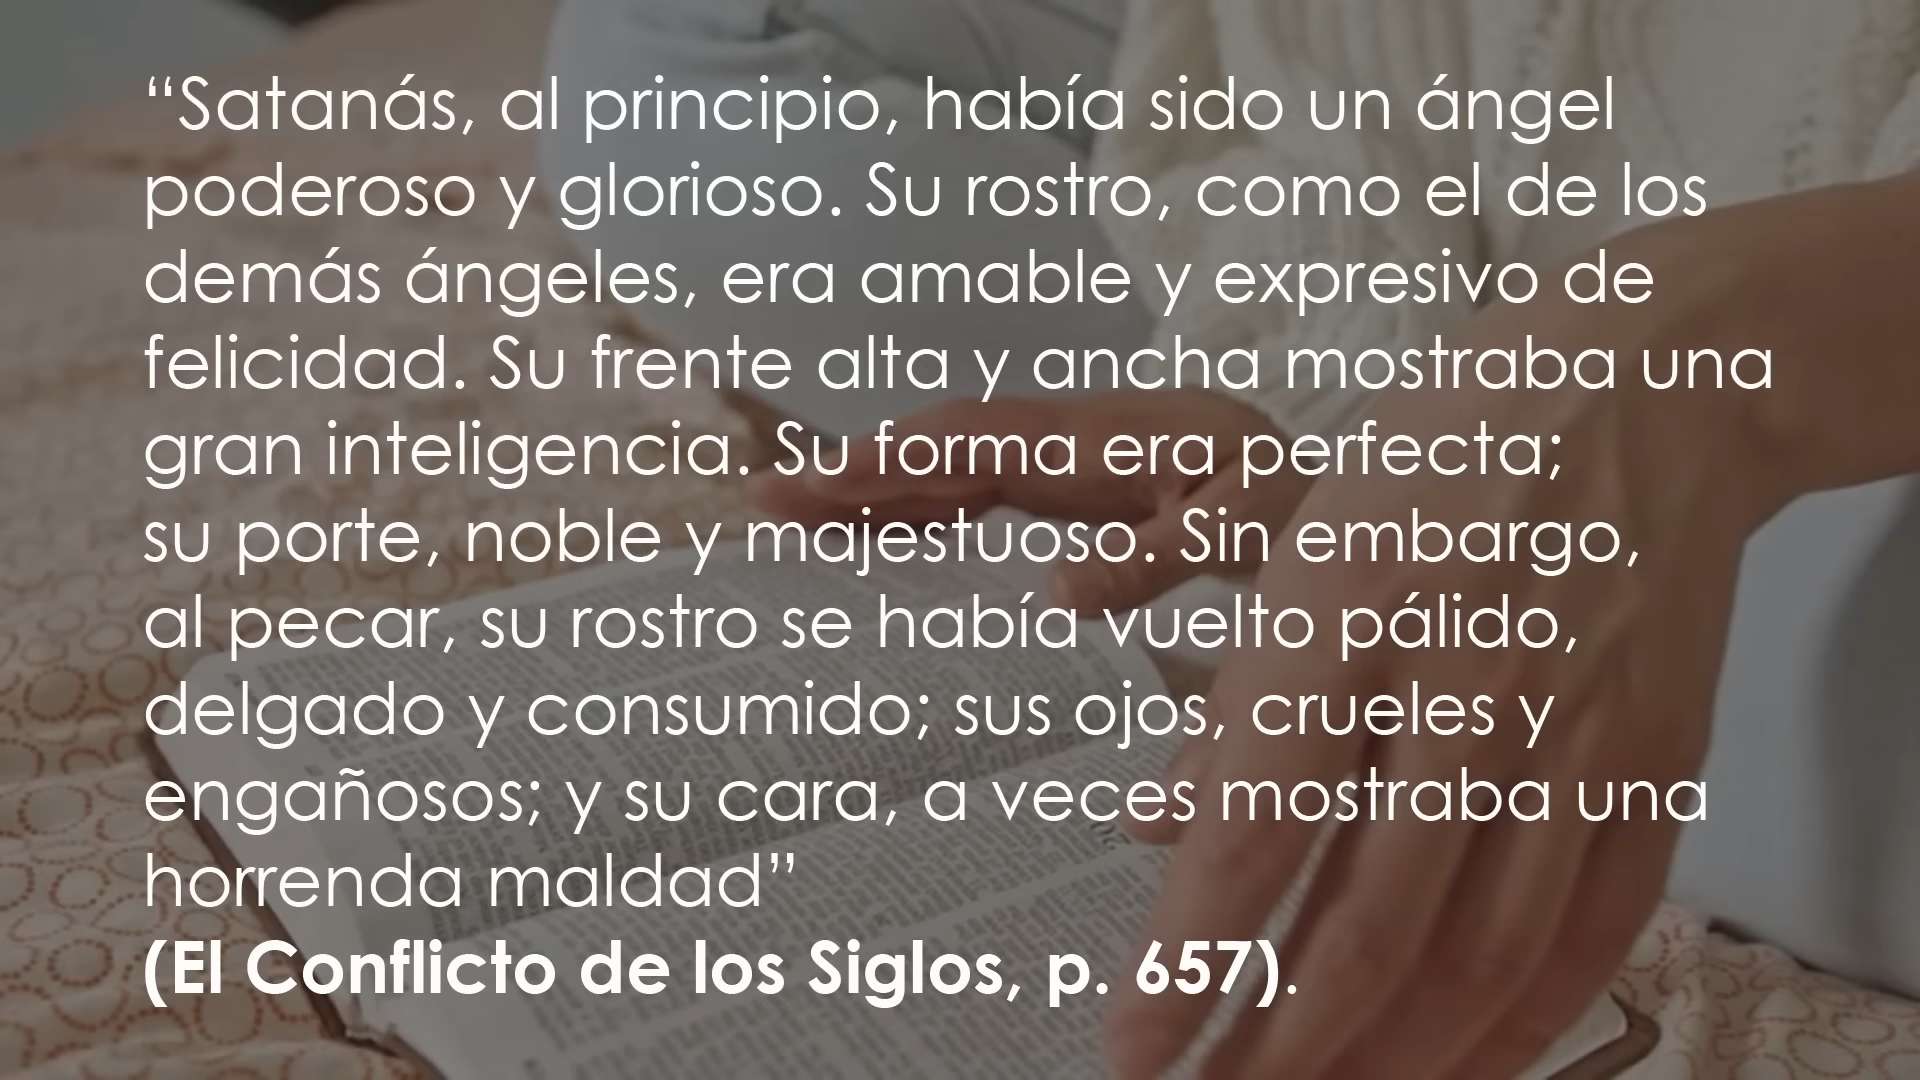 “Satanás, al principio, había sido un ángel
poderoso y glorioso. Su rostro, como el de los
demás ángeles, era amable y expresivo de
felicidad. Su frente alta y ancha mostraba una
gran inteligencia. Su forma era perfecta;
su porte, noble y majestuoso. Sin embargo,
al pecar, su rostro se había vuelto pálido,
delgado y consumido; sus ojos, crueles y
engañosos; y su cara, a veces mostraba una
horrenda maldad”
(El Conflicto de los Siglos, p. 657).